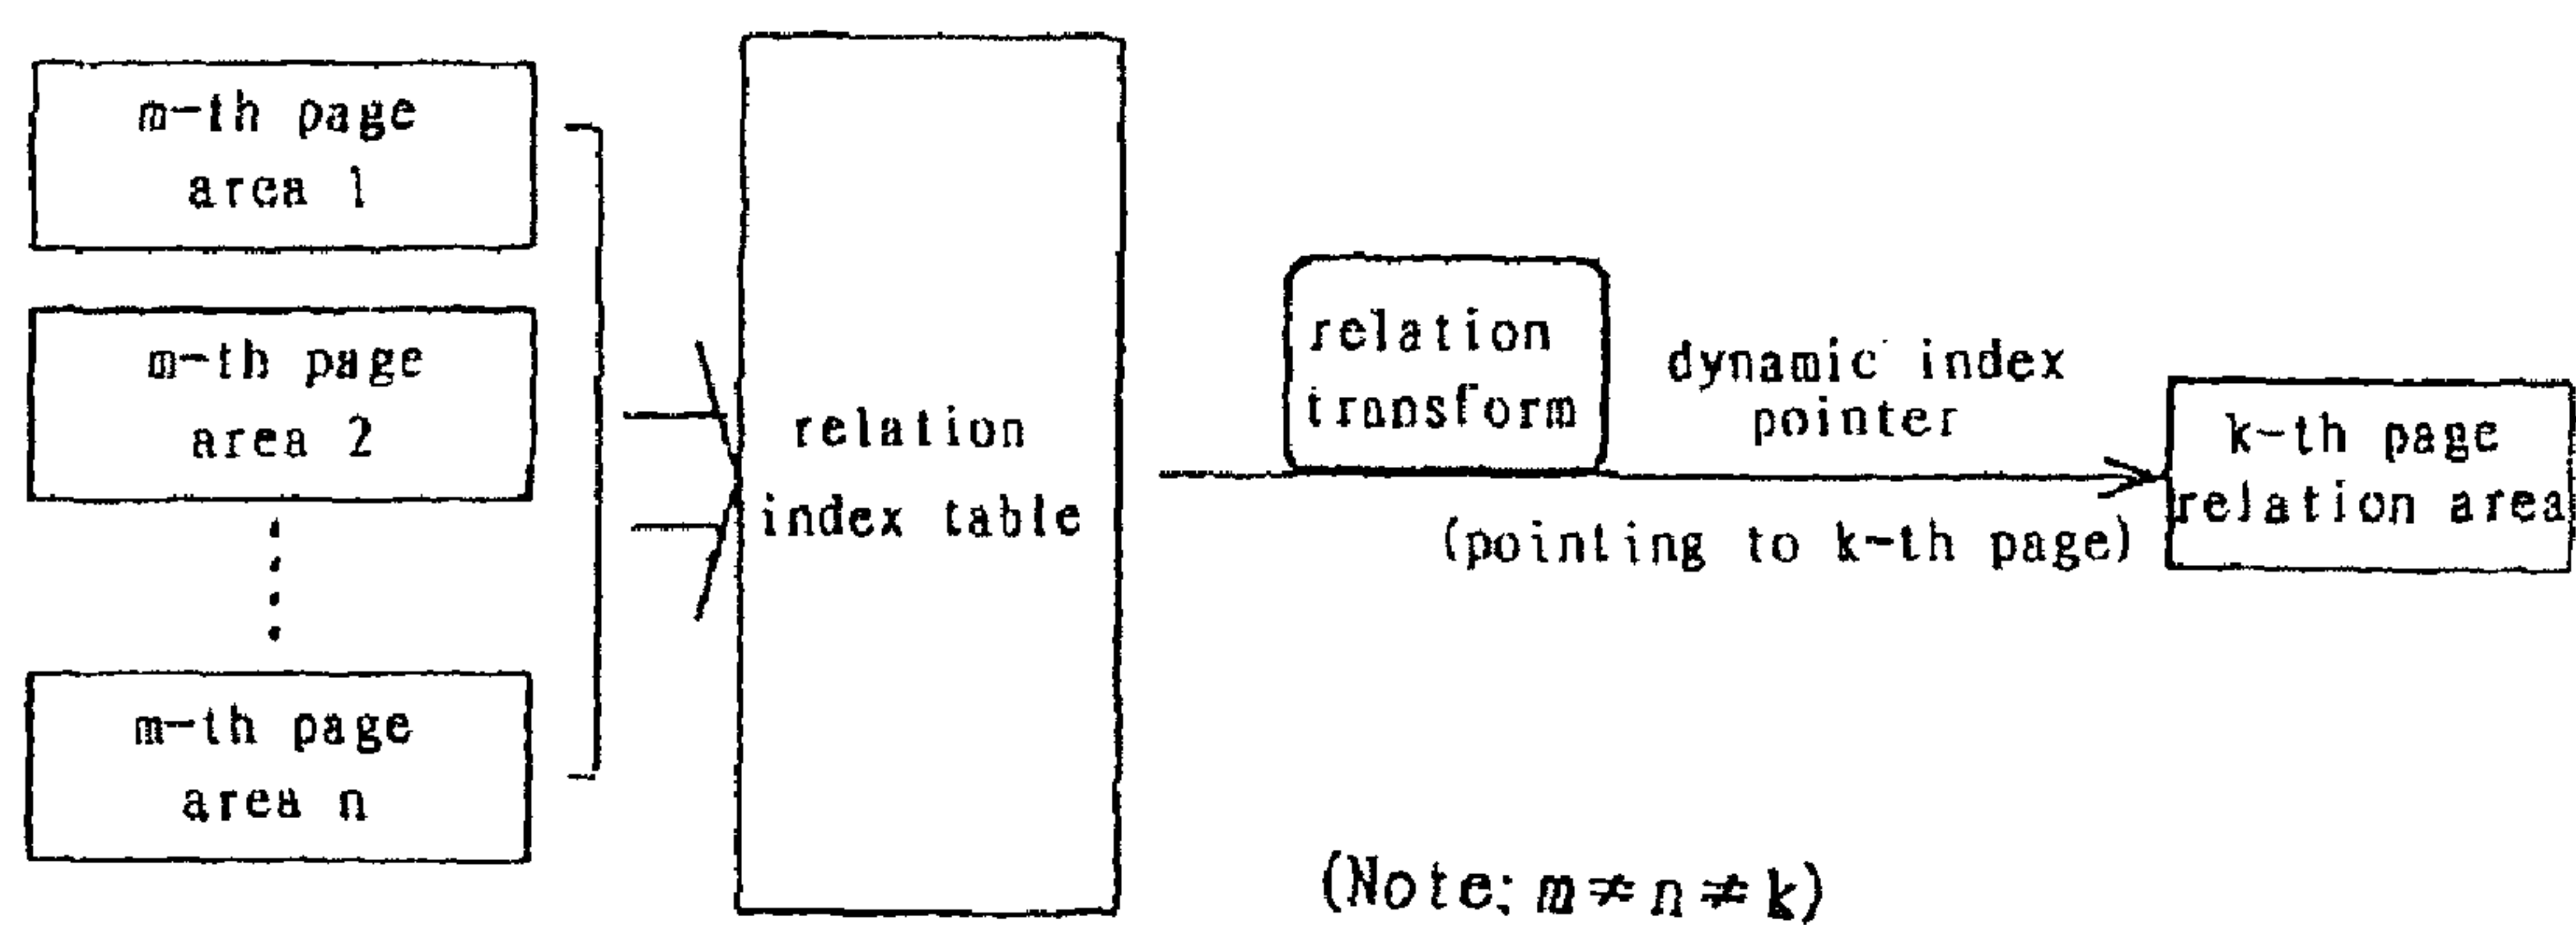 m-th page
area 1
m-th page
area 2
m-th page
area n
relation
index table
relation
transform
dynamic index
pointer
(pointing to k-th page)
k-th page
relation area
(Note: m≠n≠k)